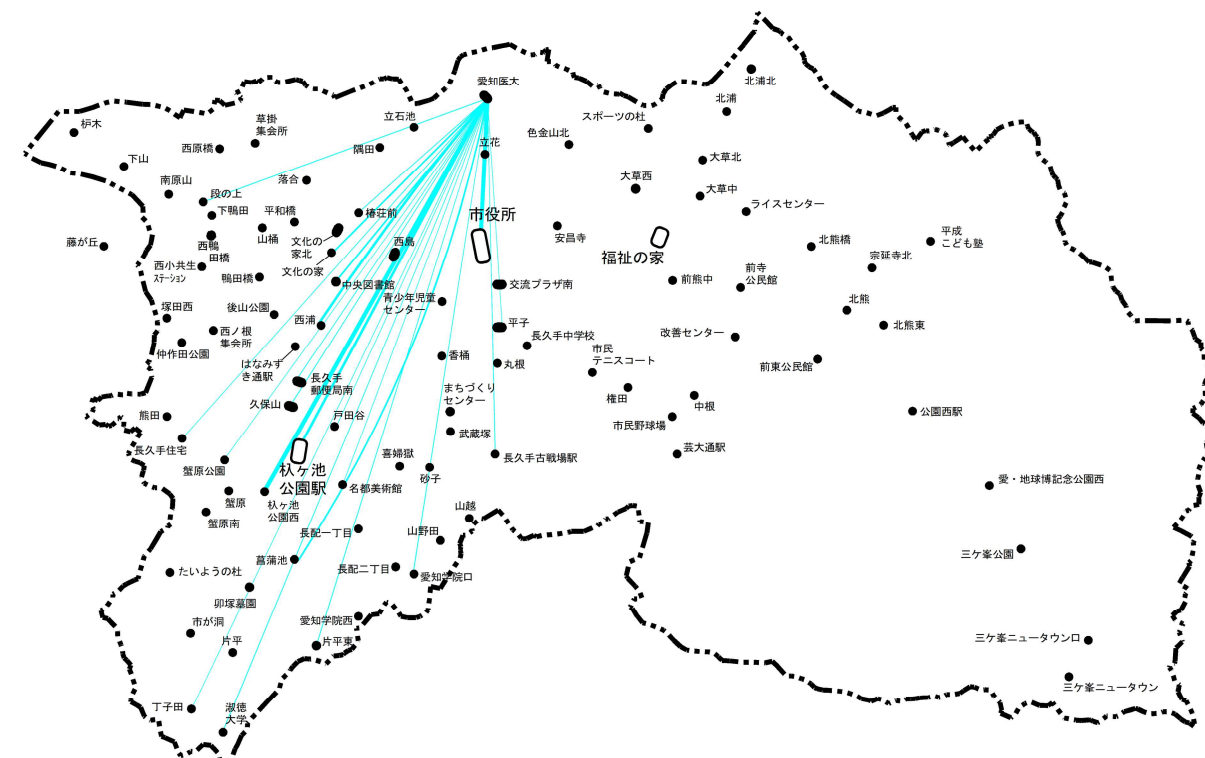 愛知医大
北浦北
北浦
枦木
草掛
集会所
立石池
スポーツの杜
色金山北
西原橋
隅田
立花
下山
大草北
南原山
落合
大草西
段の上
大草中
ライスセンター
下鴨田
平和橋
椿荘前
市役所
藤が丘
西鴨
田橋
山桶
文化の
家北
西島
安昌寺
福祉の家
北熊橋
平成
こども塾
宗延寺北
西小共生
ステーション
鴨田橋
文化の家
中央図書館
交流プラザ南
前熊中
前寺
公民館
青少年児童
センター
北熊
塚田西
後山公園
西浦
平子
北熊東
西ノ根
集会所
長久手中学校
改善センター
仲作田公園
はなみず
き通駅
香桶
丸根
市民
テニスコート
前東公民館
長久手
郵便局南
まちづくり
センター
権田
中根
久保山
熊田
戸田谷
市民野球場
公園西駅
武蔵塚
長久手住宅
芸大通駅
喜婦嶽
長久手古戦場駅
蟹原公園
杁ヶ池
公園駅
砂子
愛・地球博記念公園西
蟹原
名都美術館
杁ヶ池
公園西
山越
蟹原南
長配一丁目
山野田
三ケ峯公園
菖蒲池
たいようの杜
長配二丁目
愛知学院口
卯塚墓園
愛知学院西
市が洞
片平
片平東
三ケ峯ニュータウン口
三ケ峯ニュータウン
丁子田
淑徳
大学